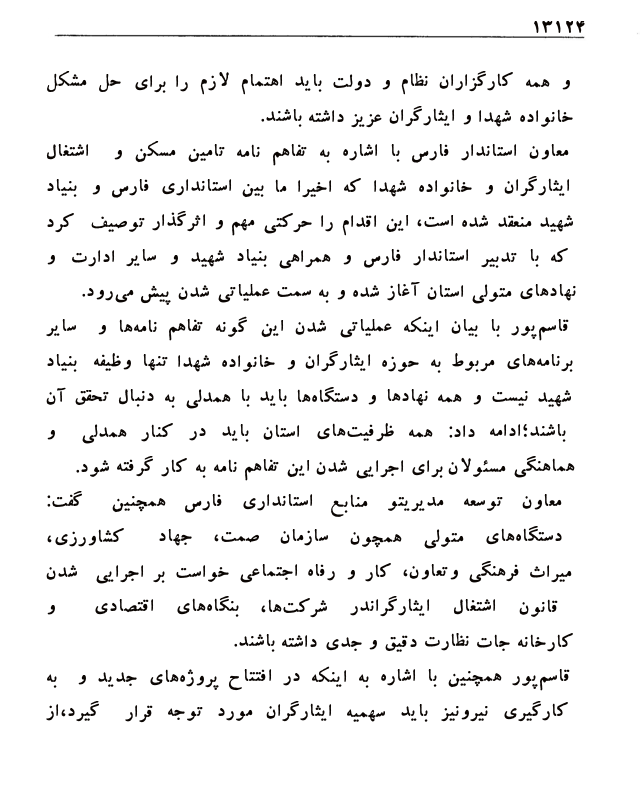 ۱۳۱۲۴
و همه کارگزاران نظام و دولت باید اهتمام لازم را برای حل مشکل
خانواده شهدا و ایثارگران عزیز داشته باشند.
معاون استاندار فارس با اشاره به تفاهم نامه تامین مسکن و اشتغال
ایثارگران و خانواده شهدا که اخیرا ما بین استانداری فارس و بنیاد
شهید منعقد شده است، این اقدام را حرکتی مهم و اثرگذار توصیف کرد
که با تدبیر استاندار فارس و همراهی بنیاد شهید و سایر ادارت و
نهادهای متولی استان آغاز شده و به سمت عملیاتی شدن پیش می‌رود.
قاسم‌پور با بیان اینکه عملیاتی شدن این گونه تفاهم نامه‌ها و سایر
برنامه‌های مربوط به حوزه ایثارگران و خانواده شهدا تنها وظیفه بنیاد
شهید نیست و همه نهادها و دستگاه‌ها باید با همدلی به دنبال تحقق آن
باشند؛ادامه داد: همه ظرفیت‌های استان باید در کنار همدلی و
هماهنگی مسئولان برای اجرایی شدن این تفاهم نامه به کار گرفته شود.
معاون توسعه مدیریتو منابع استانداری فارس همچنین گفت:
دستگاه‌های متولی همچون سازمان صمت، جهاد کشاورزی،
میراث فرهنگی وتعاون، کار و رفاه اجتماعی خواست بر اجرایی شدن
قانون اشتغال ایثارگراندر شرکت‌ها، بنگاه‌های اقتصادی و
کارخانه جات نظارت دقیق و جدی داشته باشند.
قاسم‌پور همچنین با اشاره به اینکه در افتتاح پروژه‌های جدید و به
کارگیری نیرونیز باید سهمیه ایثارگران مورد توجه قرار گیرد،از